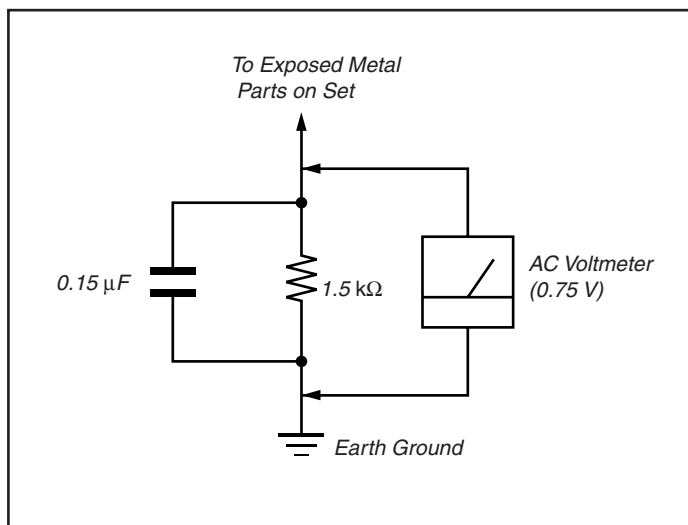 To Exposed Metal
Parts on Set
0.15 μF
1.5 kΩ
AC Voltmeter
(0.75 V)
Earth Ground